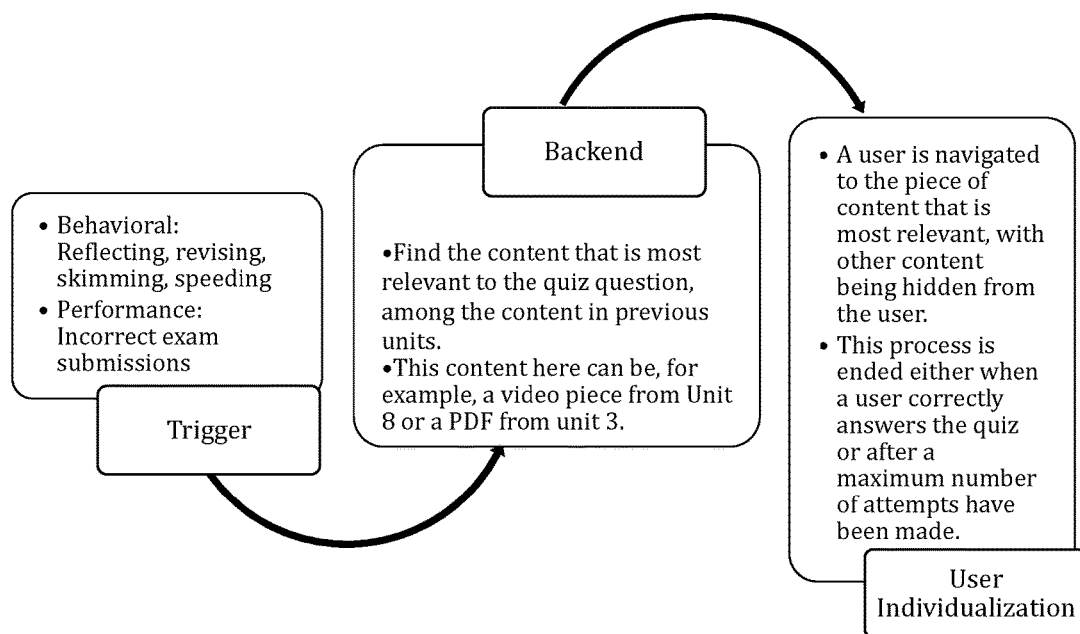 • Behavioral:
Reflecting, revising,
skimming, speeding
• Performance:
Incorrect exam
submissions
Trigger
Backend
•Find the content that is most
relevant to the quiz question,
among the content in previous
units.
•This content here can be, for
example, a video piece from Unit
8 or a PDF from unit 3.
• A user is navigated
to the piece of
content that is
most relevant, with
other content
being hidden from
the user.
• This process is
ended either when
a user correctly
answers the quiz
or after a
maximum number
of attempts have
been made.
User
Individualization